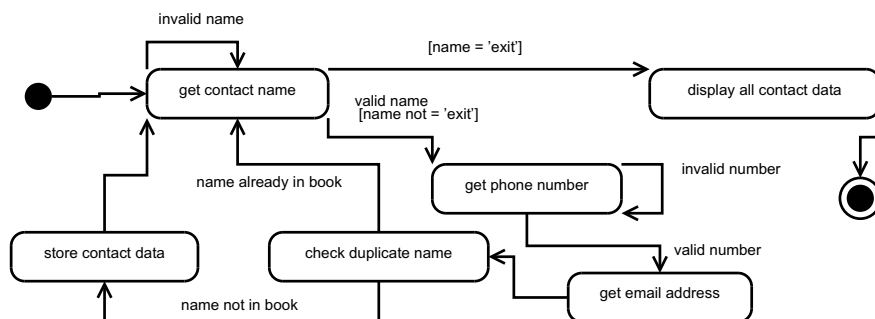 invalid name
[name = 'exit']
get contact name
display all contact data
valid name
[name not = 'exit']
invalid number
name already in book
get phone number
store contact data
check duplicate name
valid number
get email address
name not in book